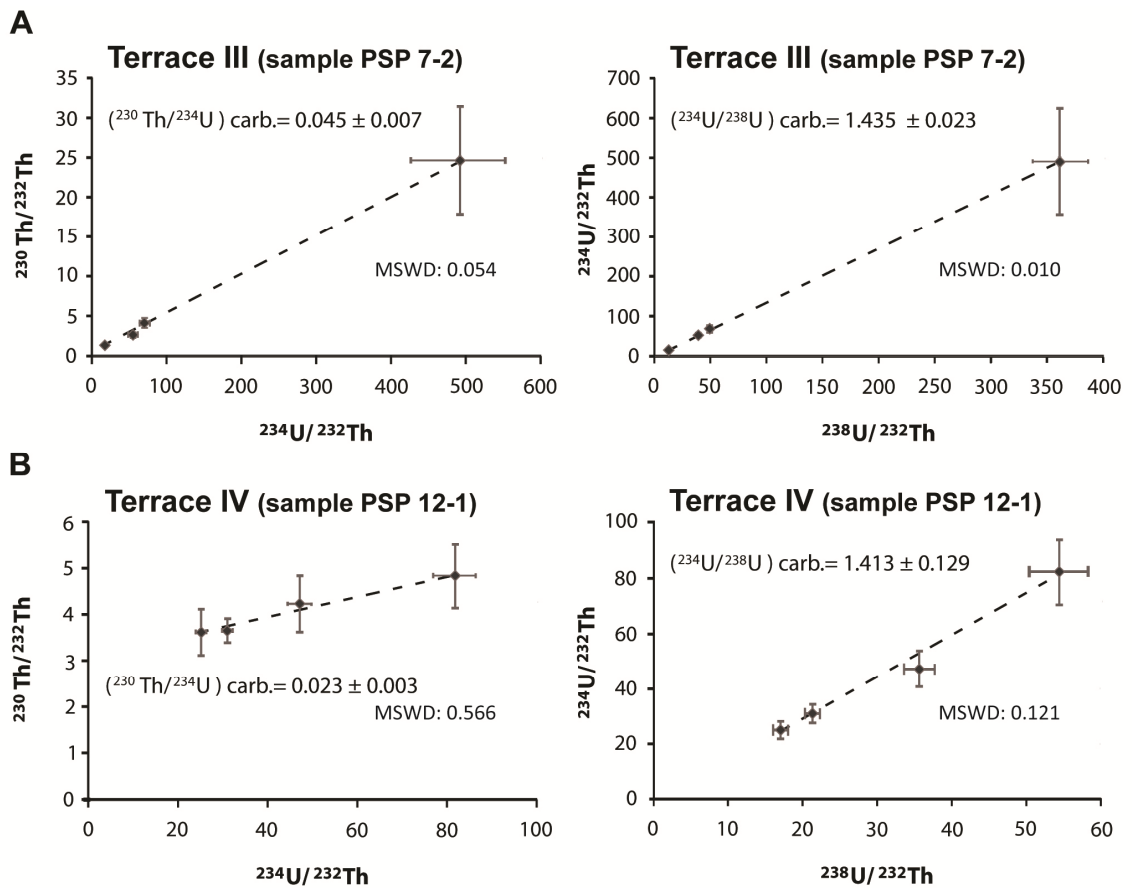 A
Terrace III (sample PSP 7-2)
(²³⁰ Th/²³⁴U ) carb.= 0.045 ± 0.007
MSWD: 0.054
²³⁰ Th/²³²Th
35
30
25
20
15
10
5
0
0 100 200 300 400 500 600
²³⁴U/ ²³²Th
Terrace III (sample PSP 7-2)
(²³⁴U/²³⁸U ) carb.= 1.435 ± 0.023
MSWD: 0.010
²³⁴U/ ²³²Th
700
600
500
400
300
200
100
0
0 50 100 150 200 250 300 350 400
²³⁸U/ ²³²Th
B
Terrace IV (sample PSP 12-1)
(²³⁰ Th/²³⁴U ) carb.= 0.023 ± 0.003
MSWD: 0.566
²³⁰ Th/ ²³²Th
6
5
4
3
2
1
0
0 20 40 60 80 100
²³⁴U/ ²³²Th
Terrace IV (sample PSP 12-1)
(²³⁴U/²³⁸U ) carb.= 1.413 ± 0.129
MSWD: 0.121
²³⁴U/ ²³²Th
100
80
60
40
20
0
0 10 20 30 40 50 60
²³⁸U/ ²³²Th